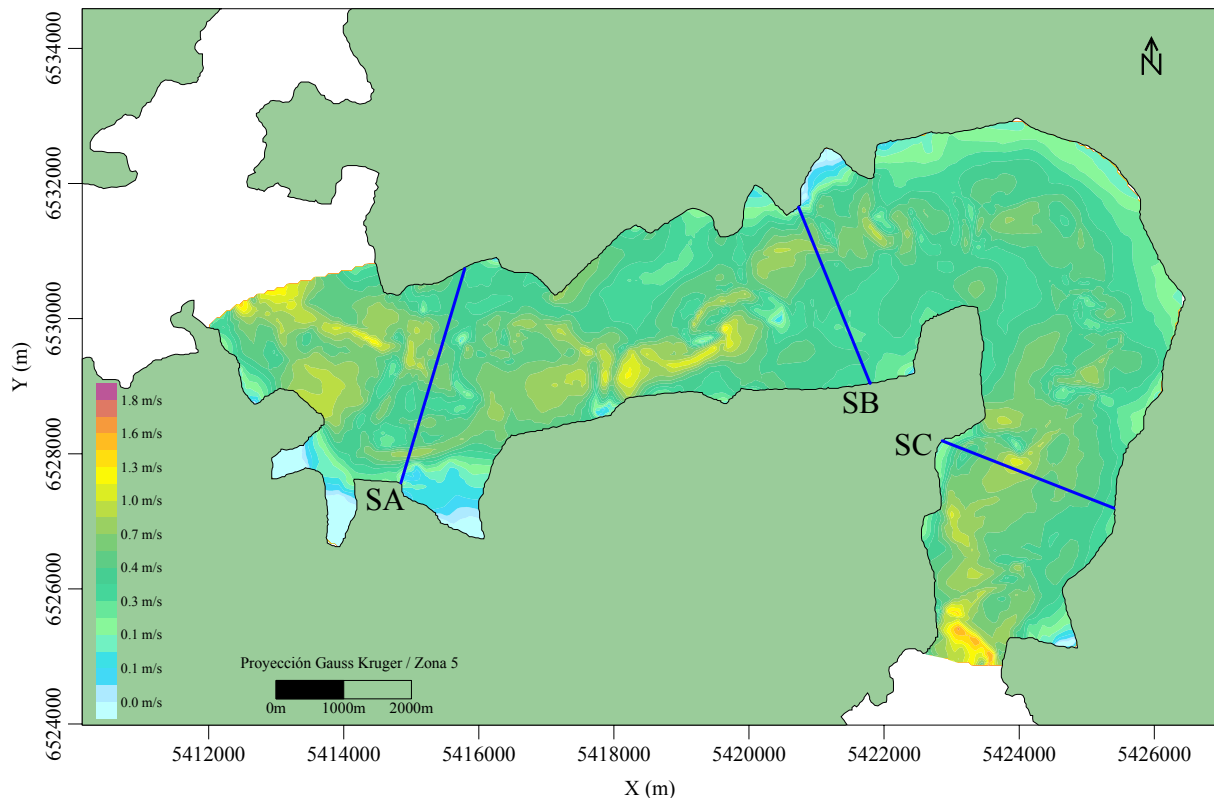 6534000
N
6532000
6530000
Y (m)
1.8 m/s
SB
1.6 m/s
6528000
SC
1.3 m/s
SA
1.0 m/s
0.7 m/s
0.4 m/s
6526000
0.3 m/s
0.1 m/s
0.1 m/s
Proyección Gauss Kruger / Zona 5
0.0 m/s
0m 1000m 2000m
6524000
5412000 5414000 5416000 5418000 5420000 5422000 5424000 5426000
X (m)